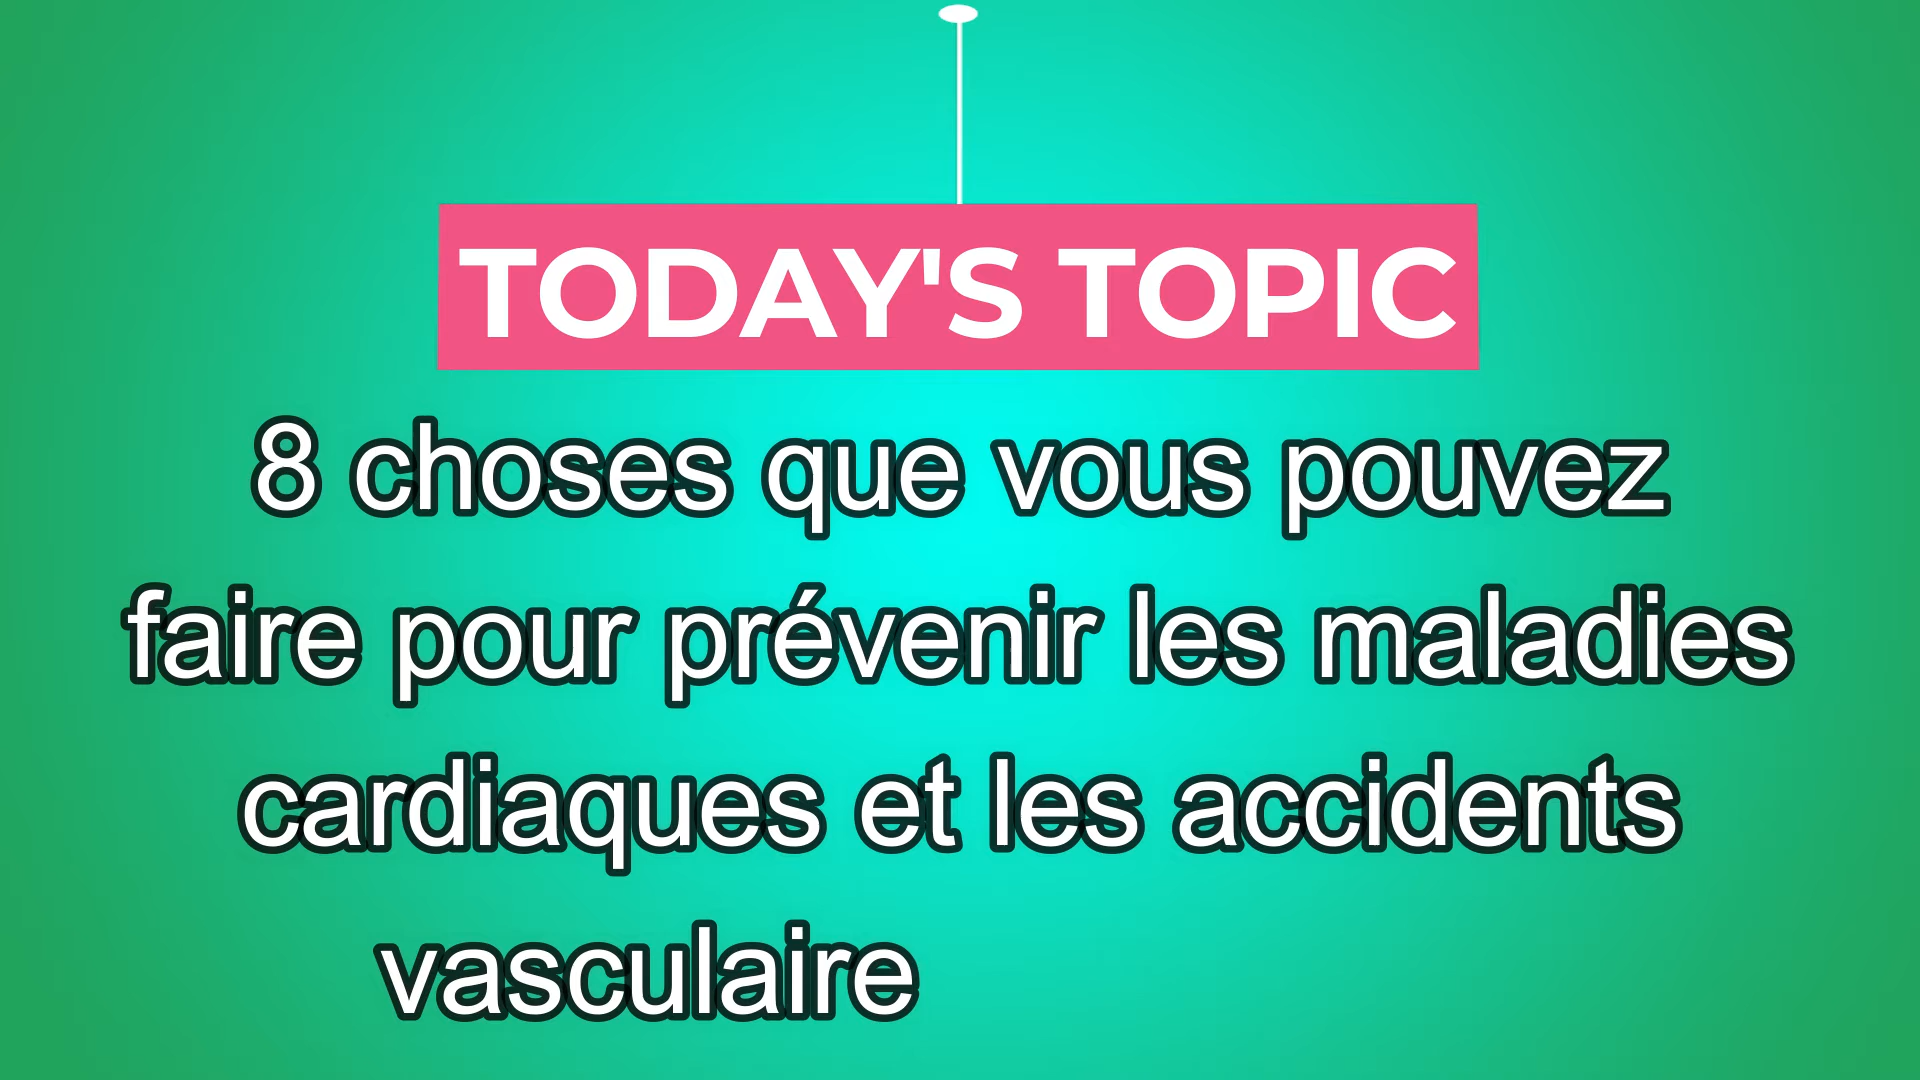 TODAY'S TOPIC
8 choses que vous pouvez
faire pour prévenir les maladies
cardiaques et les accidents
vasculaire